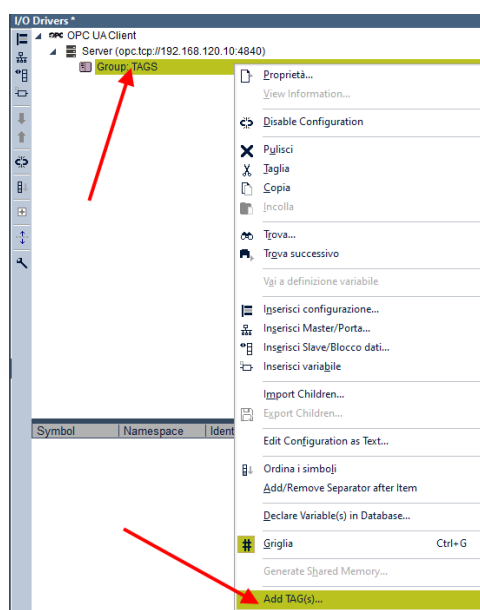 I/O Drivers *
OPC OPC UA Client
Server (opc.tcp://192.168.120.10:4840)
Group: TAGS
Proprietà...
View Information...
Disable Configuration
Pulisci
Taglia
Copia
Incolla
Trova...
Trova successivo
Vai a definizione variabile
Inserisci configurazione...
Inserisci Master/Porta...
Inserisci Slave/Blocco dati...
Inserisci variabile
Import Children...
Export Children...
Edit Configuration as Text...
Ordina i simboli
Add/Remove Separator after Item
Declare Variable(s) in Database...
Griglia Ctrl+G
Generate Shared Memory...
Add TAG(s)...
Symbol Namespace Ident